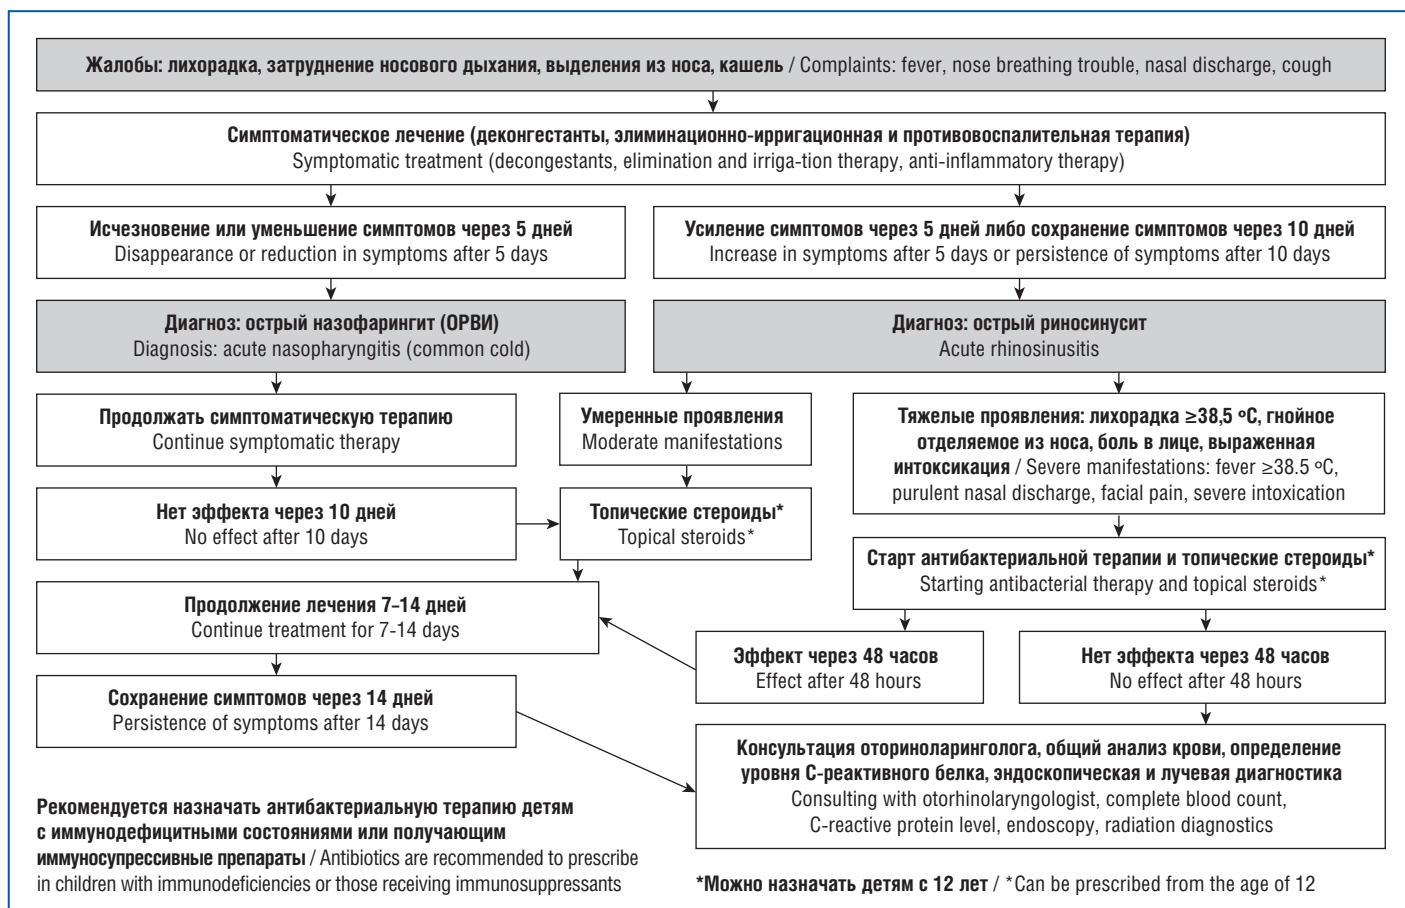 Жалобы: лихорадка, затруднение носового дыхания, выделения из носа, кашель / Complaints: fever, nose breathing trouble, nasal discharge, cough
Симптоматическое лечение (деконгестанты, элиминационно-ирригационная и противовоспалительная терапия)
Symptomatic treatment (decongestants, elimination and irriga-tion therapy, anti-inflammatory therapy)
Исчезновение или уменьшение симптомов через 5 дней
Disappearance or reduction in symptoms after 5 days
Усиление симптомов через 5 дней либо сохранение симптомов через 10 дней
Increase in symptoms after 5 days or persistence of symptoms after 10 days
Диагноз: острый назофарингит (ОРВИ)
Diagnosis: acute nasopharyngitis (common cold)
Диагноз: острый риносинусит
Acute rhinosinusitis
Продолжать симптоматическую терапию
Continue symptomatic therapy
Умеренные проявления
Moderate manifestations
Тяжелые проявления: лихорадка ≥38,5 ºС, гнойное
отделяемое из носа, боль в лице, выраженная
интоксикация / Severe manifestations: fever ≥38.5 ºC,
purulent nasal discharge, facial pain, severe intoxication
Нет эффекта через 10 дней
No effect after 10 days
Топические стероиды*
Topical steroids*
Старт антибактериальной терапии и топические стероиды*
Starting antibacterial therapy and topical steroids*
Продолжение лечения 7–14 дней
Continue treatment for 7-14 days
Эффект через 48 часов
Effect after 48 hours
Нет эффекта через 48 часов
No effect after 48 hours
Сохранение симптомов через 14 дней
Persistence of symptoms after 14 days
Консультация оториноларинголога, общий анализ крови, определение
уровня С-реактивного белка, эндоскопическая и лучевая диагностика
Consulting with otorhinolaryngologist, complete blood count,
C-reactive protein level, endoscopy, radiation diagnostics
Рекомендуется назначать антибактериальную терапию детям
с иммунодефицитными состояниями или получающим
иммуносупрессивные препараты / Antibiotics are recommended to prescribe
in children with immunodeficiencies or those receiving immunosuppressants
*Можно назначать детям с 12 лет / *Can be prescribed from the age of 12